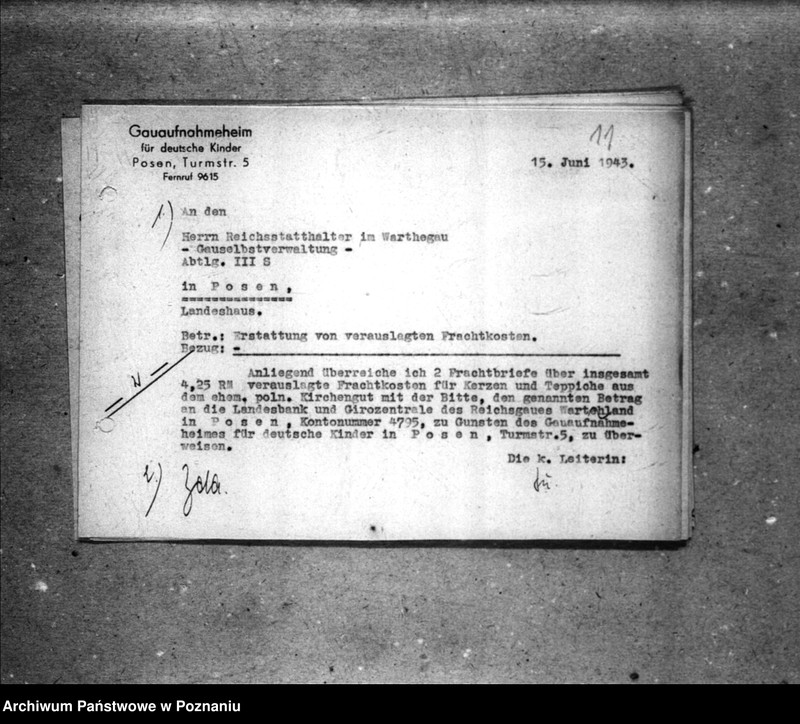 Gauaufnahmeheim
für deutsche Kinder
Posen, Turmstr. 5
Fernruf 9615
11
15. Juni 1943.
1.)
An den
Herrn Reichsstatthalter im Warthegau
- Gauselbstverwaltung -
Abtlg. III S
in P o s e n ,
Landeshaus.
Betr.: Erstattung von verauslagten Frachtkosten.
Bezug: -
Anliegend überreiche ich 2 Frachtbriefe über insgesamt
4,25 RM verauslagte Frachtkosten für Kerzen und Teppiche aus
dem ehem. poln. Kirchengut mit der Bitte, den genannten Betrag
an die Landesbank und Girozentrale des Reichsgaues Wartehland
in P o s e n , Kontonummer 4795, zu Gunsten des Gauaufnahme-
heimes für deutsche Kinder in P o s e n , Turmstr.5, zu über-
weisen.
Die k. Leiterin:
2.) ZdA.
Archiwum Państwowe w Poznaniu